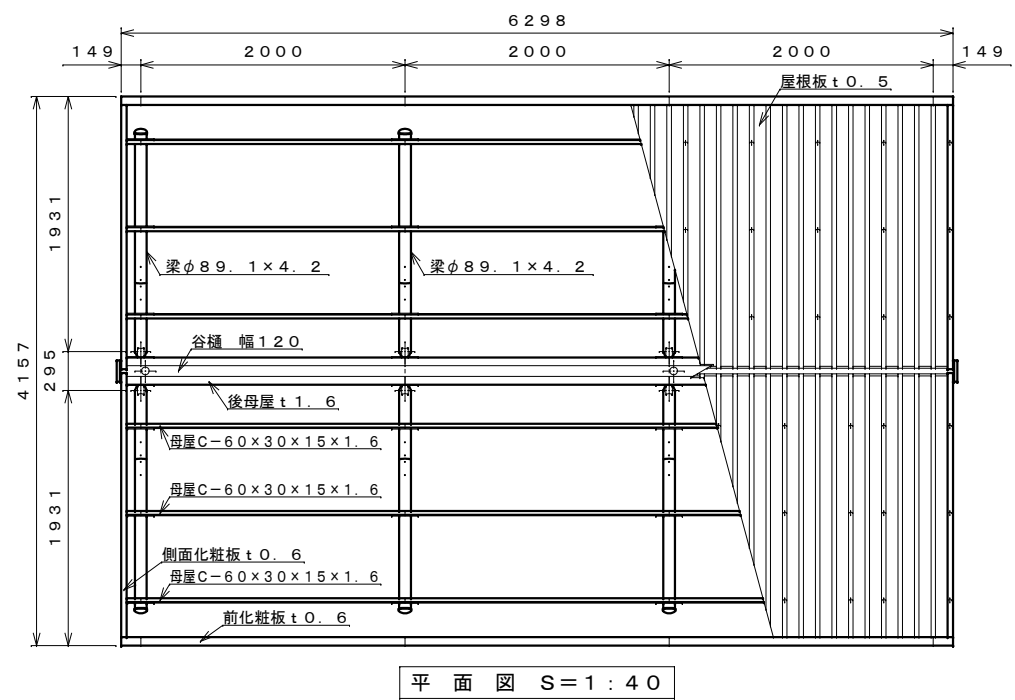 6298
149
2000
2000
2000
149
屋根板t0.5
1931
梁φ89.1×4.2
梁φ89.1×4.2
谷樋 幅120
4157
295
後母屋t1.6
母屋C-60×30×15×1.6
母屋C-60×30×15×1.6
1931
側面化粧板t0.6
母屋C-60×30×15×1.6
前化粧板t0.6
平面図 S=1:40